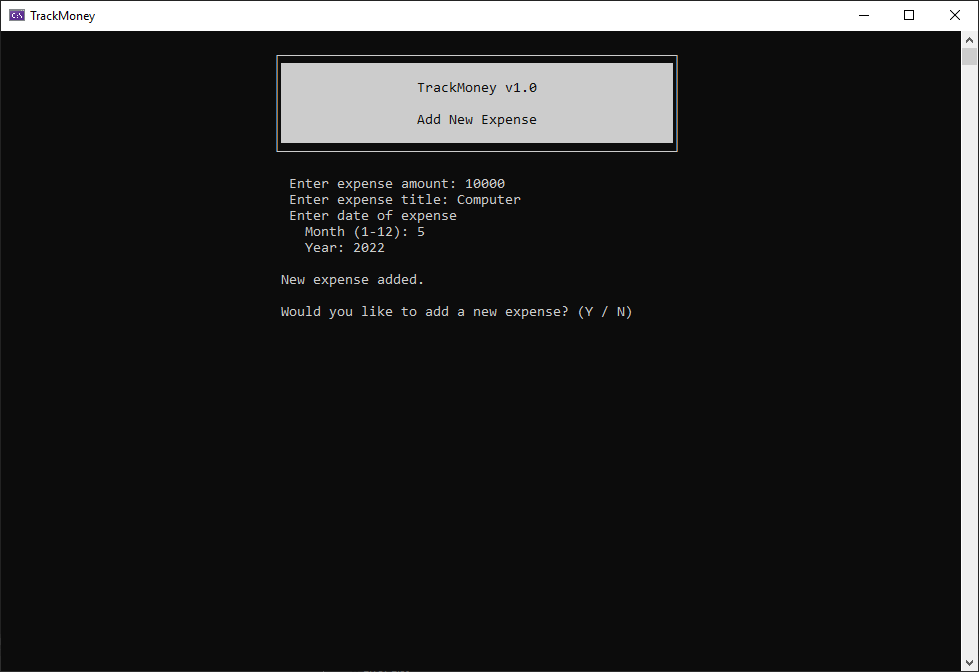 TrackMoney
TrackMoney v1.0
Add New Expense
Enter expense amount: 10000
Enter expense title: Computer
Enter date of expense
Month (1-12): 5
Year: 2022
New expense added.
Would you like to add a new expense? (Y / N)